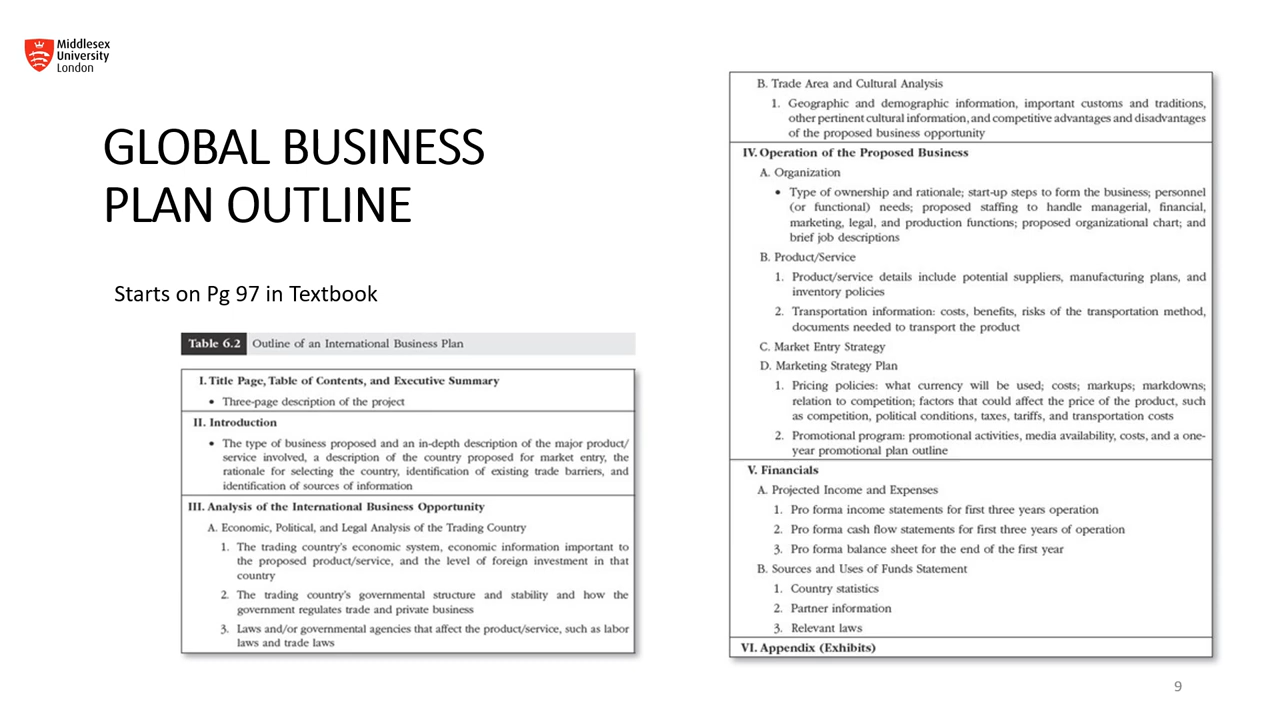 Middlesex
University
London
GLOBAL BUSINESS
PLAN OUTLINE
Starts on Pg 97 in Textbook
Table 6.2 Outline of an International Business Plan
I. Title Page, Table of Contents, and Executive Summary
• Three-page description of the project
II. Introduction
• The type of business proposed and an in-depth description of the major product/
service involved, a description of the country proposed for market entry, the
rationale for selecting the country, identification of existing trade barriers, and
identification of sources of information
III. Analysis of the International Business Opportunity
A. Economic, Political, and Legal Analysis of the Trading Country
1. The trading country's economic system, economic information important to
the proposed product/service, and the level of foreign investment in that
country
2. The trading country's governmental structure and stability and how the
government regulates trade and private business
3. Laws and/or governmental agencies that affect the product/service, such as labor
laws and trade laws
B. Trade Area and Cultural Analysis
1. Geographic and demographic information, important customs and traditions,
other pertinent cultural information, and competitive advantages and disadvantages
of the proposed business opportunity
IV. Operation of the Proposed Business
A. Organization
• Type of ownership and rationale; start-up steps to form the business; personnel
(or functional) needs; proposed staffing to handle managerial, financial,
marketing, legal, and production functions; proposed organizational chart; and
brief job descriptions
B. Product/Service
1. Product/service details include potential suppliers, manufacturing plans, and
inventory policies
2. Transportation information: costs, benefits, risks of the transportation method,
documents needed to transport the product
C. Market Entry Strategy
D. Marketing Strategy Plan
1. Pricing policies: what currency will be used; costs; markups; markdowns;
relation to competition; factors that could affect the price of the product, such
as competition, political conditions, taxes, tariffs, and transportation costs
2. Promotional program: promotional activities, media availability, costs, and a one-
year promotional plan outline
V. Financials
A. Projected Income and Expenses
1. Pro forma income statements for first three years operation
2. Pro forma cash flow statements for first three years of operation
3. Pro forma balance sheet for the end of the first year
B. Sources and Uses of Funds Statement
1. Country statistics
2. Partner information
3. Relevant laws
VI. Appendix (Exhibits)
9